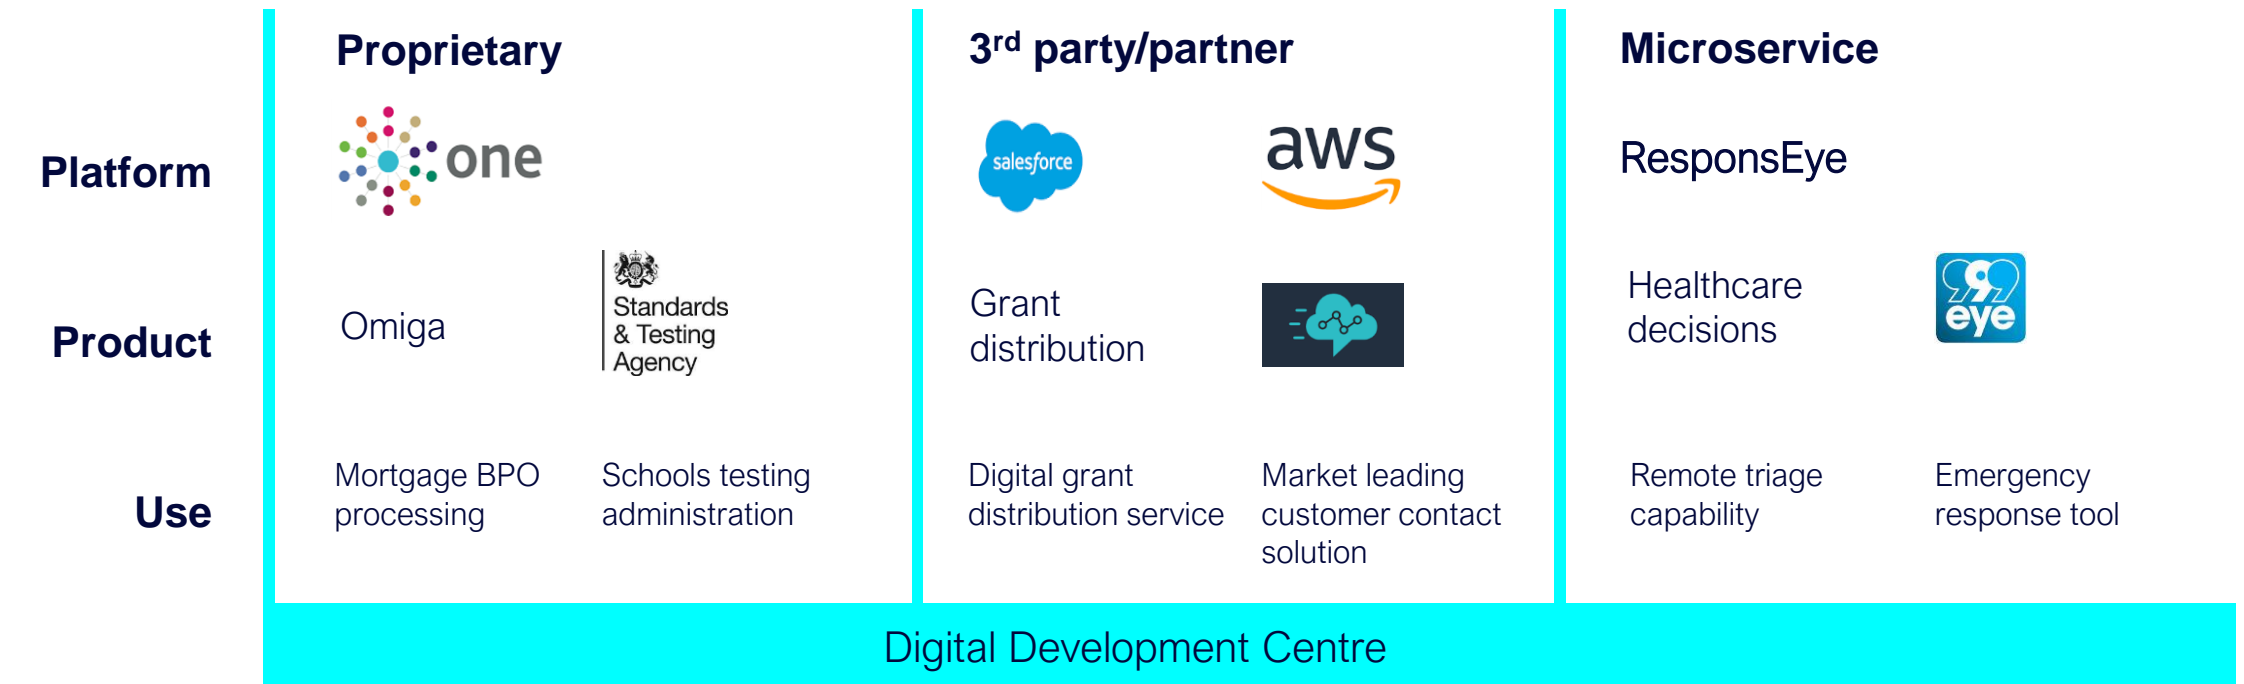 Proprietary
3rd party/partner
Microservice
Platform
one
salesforce
aws
ResponsEye
Product
Omiga
Standards
& Testing
Agency
Grant
distribution
Healthcare
decisions
999
eye
Use
Mortgage BPO
processing
Schools testing
administration
Digital grant
distribution service
Market leading
customer contact
solution
Remote triage
capability
Emergency
response tool
Digital Development Centre